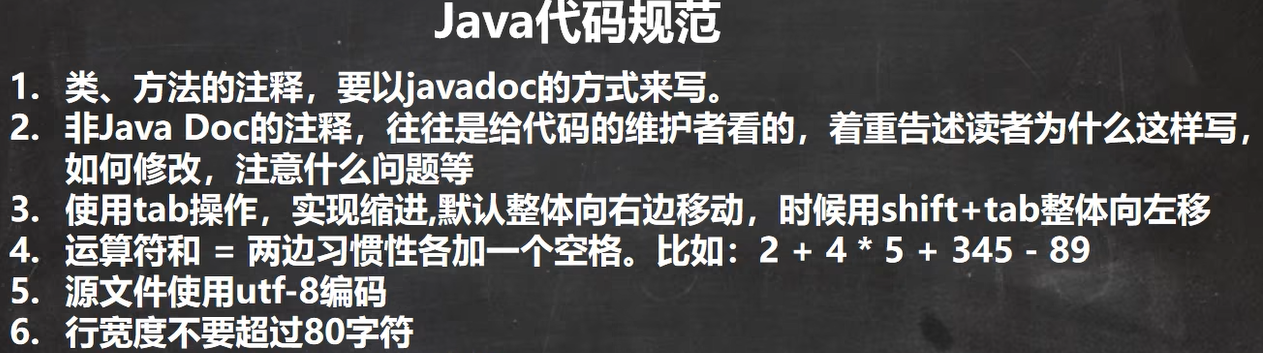 Java代码规范
1. 类、方法的注释，要以javadoc的方式来写。
2. 非Java Doc的注释，往往是给代码的维护者看的，着重告述读者为什么这样写，
如何修改，注意什么问题等
3. 使用tab操作，实现缩进,默认整体向右边移动，时候用shift+tab整体向左移
4. 运算符和 = 两边习惯性各加一个空格。比如：2 + 4 * 5 + 345 - 89
5. 源文件使用utf-8编码
6. 行宽度不要超过80字符